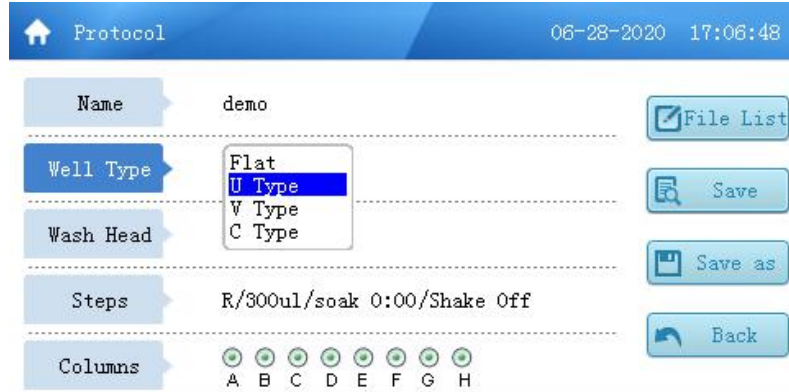 Protocol 06-28-2020 17:06:48
Name demo
File List
Well Type Flat
U Type
V Type
C Type
Save
Wash Head
Save as
Steps R/300ul/soak 0:00/Shake Off
Back
Columns
A B C D E F G H